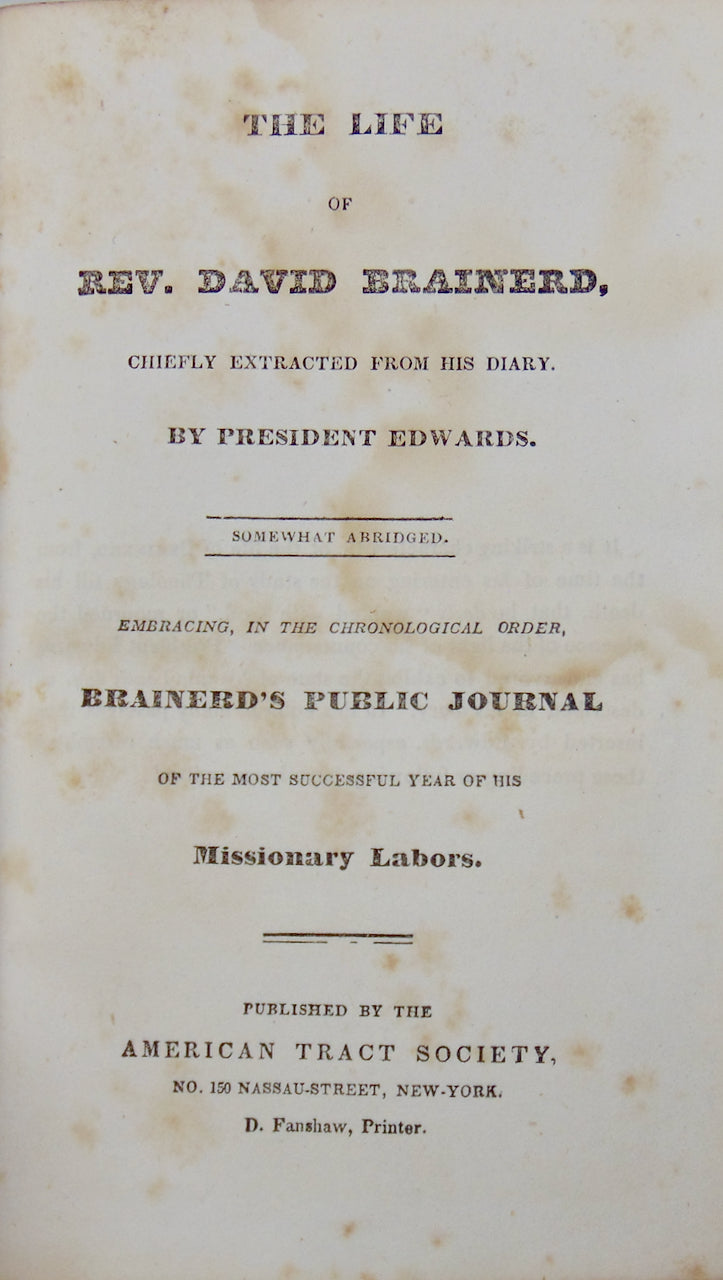 THE LIFE
OF
REV. DAVID BRAINERD,
CHIEFLY EXTRACTED FROM HIS DIARY.
BY PRESIDENT EDWARDS.
SOMEWHAT ABRIDGED.
EMBRACING, IN THE CHRONOLOGICAL ORDER,
BRAINERD'S PUBLIC JOURNAL
OF THE MOST SUCCESSFUL YEAR OF HIS
Missionary Labors.
PUBLISHED BY THE
AMERICAN TRACT SOCIETY,
NO. 150 NASSAU-STREET, NEW-YORK.
D. Fanshaw, Printer.